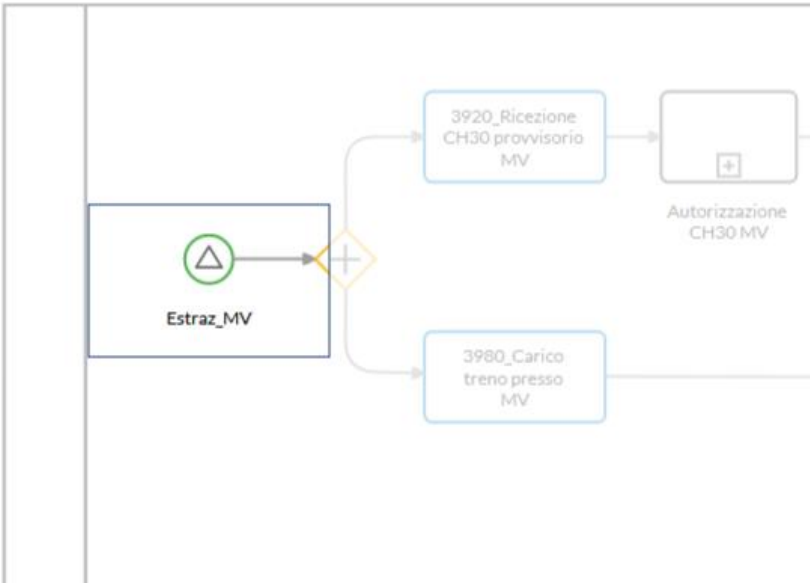 3920_Ricezione
CH30 provvisorio
MV
Autorizzazione
CH30 MV
Estraz_MV
3980_Carico
treno presso
MV